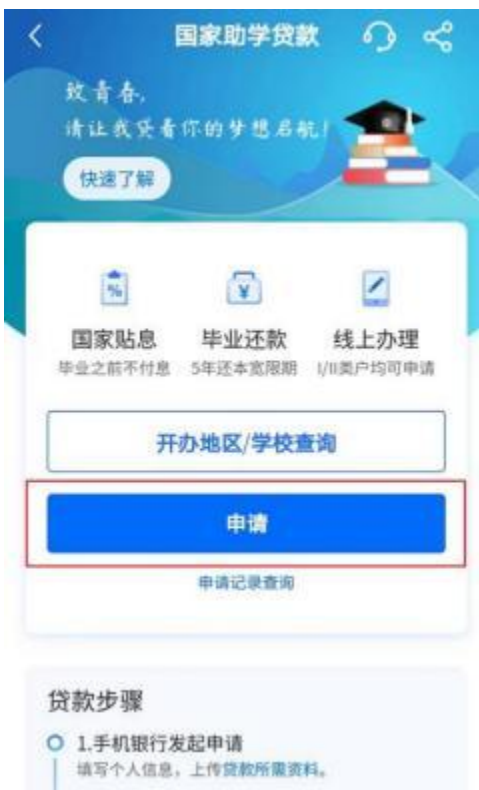 国家助学贷款
致青春，
请让我贷着你的梦想启航！
快速了解
%
¥
国家贴息 毕业还款 线上办理
毕业之前不付息 5年还本宽限期 I/II类户均可申请
开办地区/学校查询
申请
申请记录查询
贷款步骤
1.手机银行发起申请
填写个人信息，上传贷款所需资料。